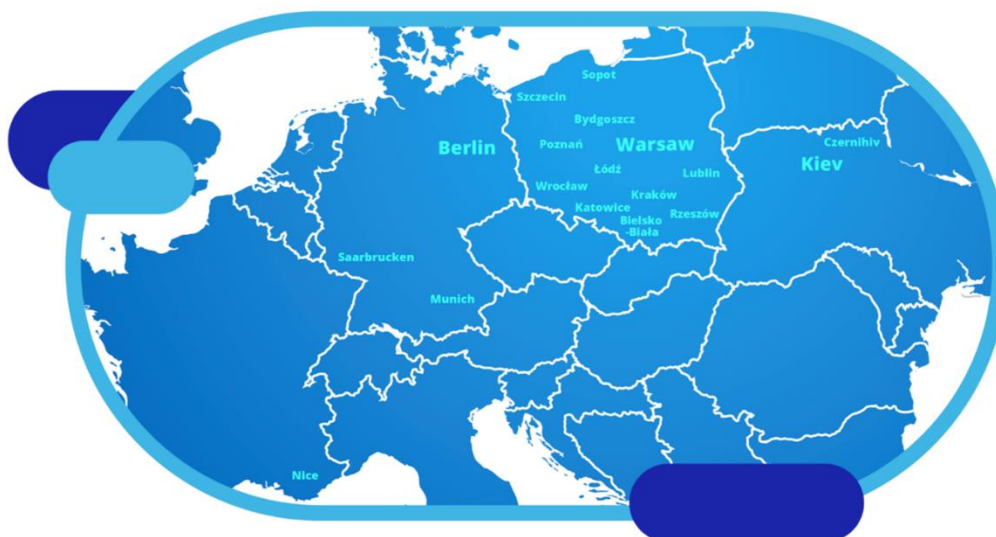 Sopot
Szczecin
Bydgoszcz
Berlin
Poznań
Warsaw
Czernihiv
Kiev
Łódź
Lublin
Wrocław
Kraków
Katowice
Rzeszów
Bielsko
-Biała
Saarbrucken
Munich
Nice